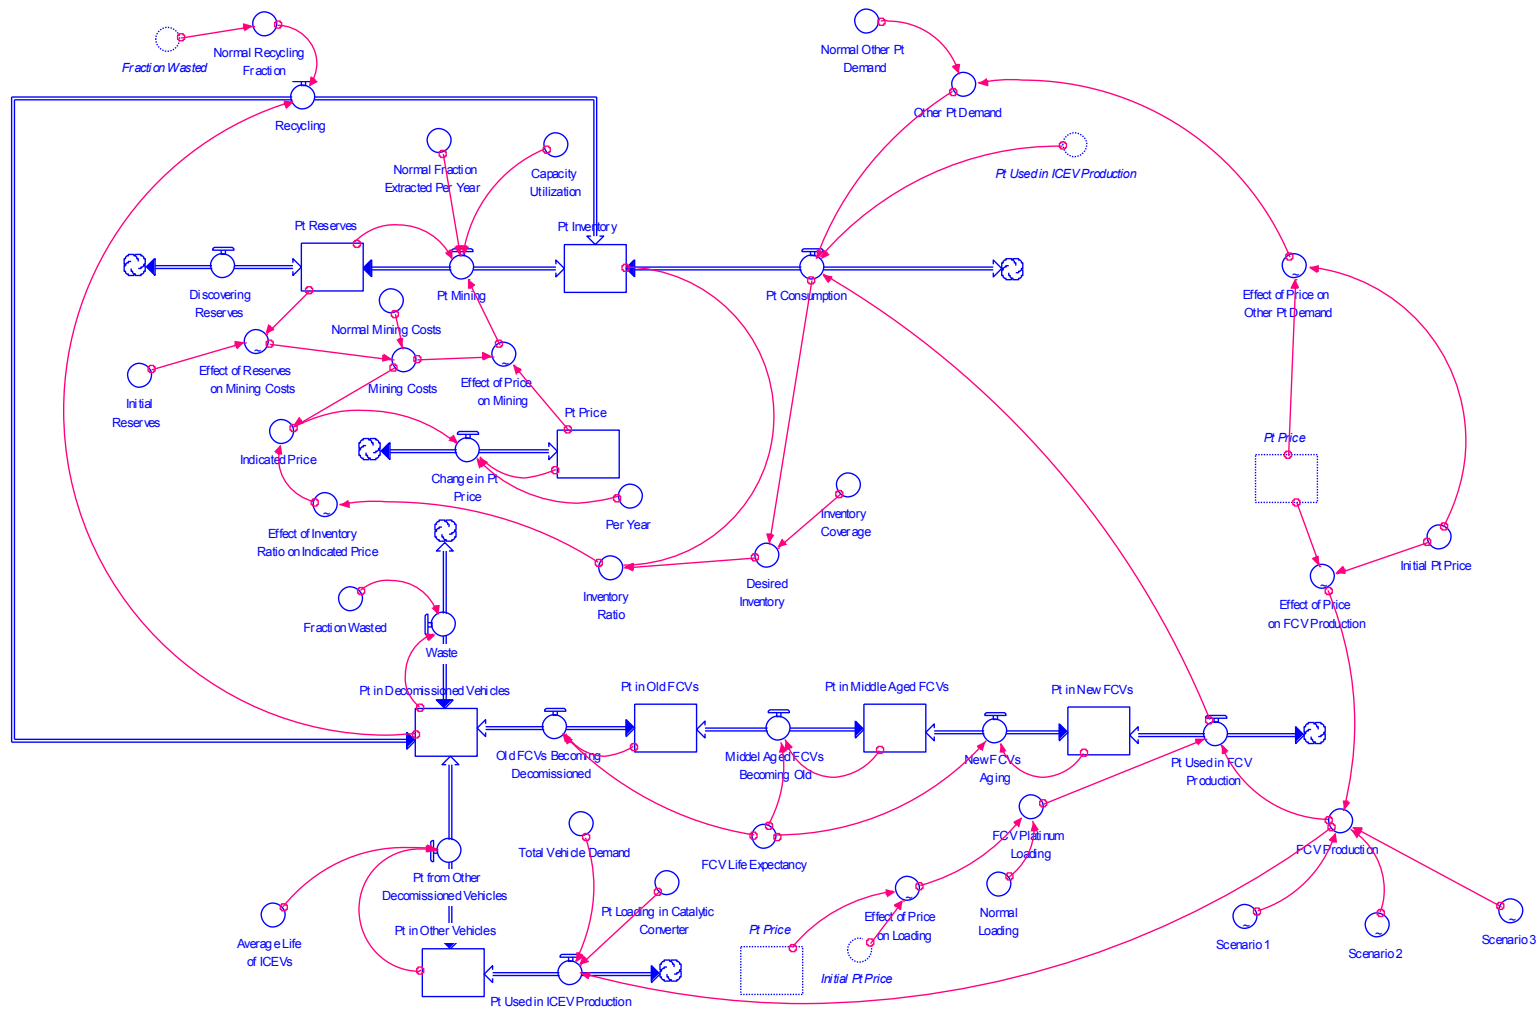 Normal Recycling
Fraction
Fraction Wasted
Recycling
Normal Other Pt
Demand
Other Pt Demand
Normal Fraction
Extracted Per Year
Capacity
Utilization
Pt Used in ICEV Production
Pt Reserves
Pt Inventory
Discovering
Reserves
Pt Mining
Pt Consumption
Effect of Price on
Other Pt Demand
Normal Mining Costs
Effect of Reserves
on Mining Costs
Mining Costs
Effect of Price
on Mining
Initial
Reserves
Pt Price
Indicated Price
Change in Pt
Price
Pt Price
Per Year
Inventory
Coverage
Effect of Inventory
Ratio on Indicated Price
Inventory
Ratio
Desired
Inventory
Initial Pt Price
Effect of Price
on FCV Production
Fraction Wasted
Waste
Pt in Decomissioned Vehicles
Pt in Old FCVs
Pt in Middle Aged FCVs
Pt in New FCVs
Old FCVs Becoming
Decomissioned
Middel Aged FCVs
Becoming Old
New FCVs
Aging
Pt Used in FCV
Production
Total Vehicle Demand
FCV Life Expectancy
FCV Platinum
Loading
FCV Production
Pt from Other
Decomissioned Vehicles
Pt Loading in Catalytic
Converter
Effect of Price
on Loading
Normal
Loading
Average Life
of ICEVs
Pt in Other Vehicles
Pt Price
Initial Pt Price
Scenario 1
Scenario 2
Scenario 3
Pt Used in ICEV Production